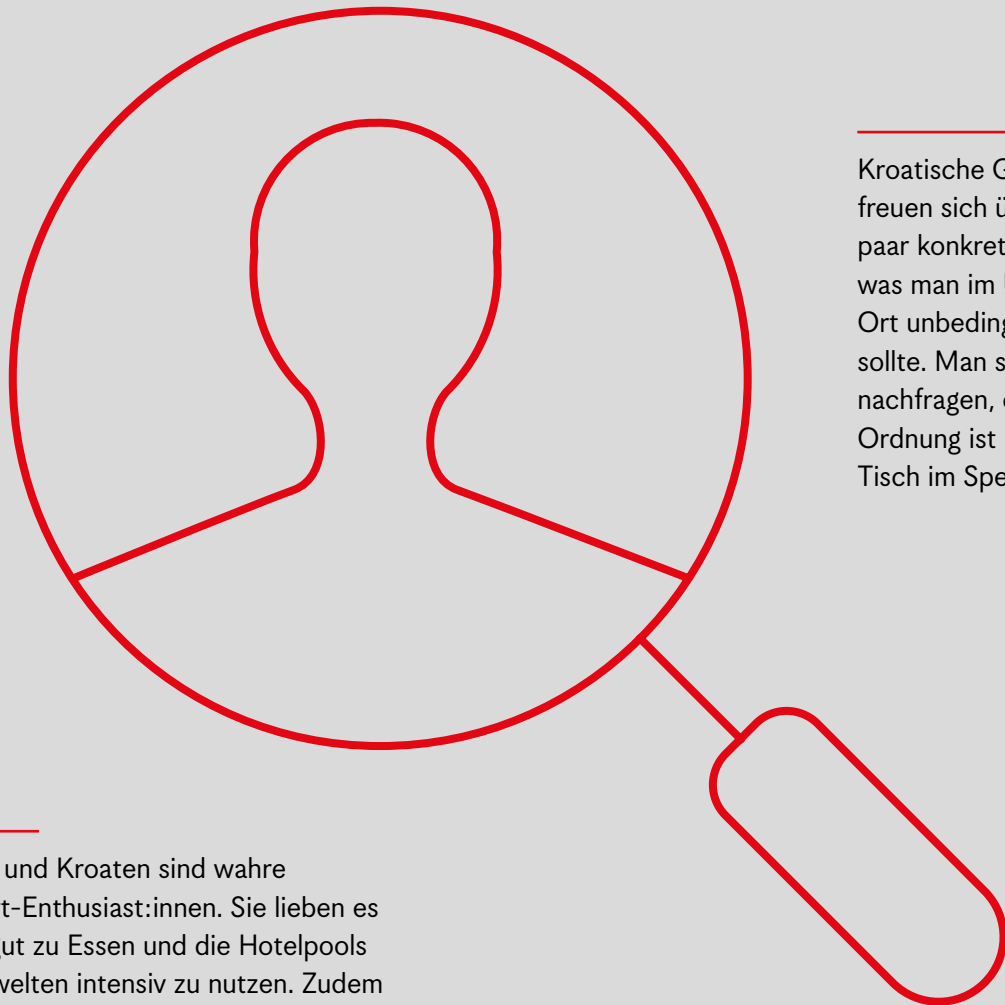 Kroatische
freuen sich
paar konkret
was man im
Ort unbeding
sollte. Man
nachfragen,
Ordnung ist
Tisch im Spe
und Kroaten sind wahre
rt-Enthusiast:innen. Sie lieben es
gut zu Essen und die Hotelpools
welten intensiv zu nutzen. Zudem